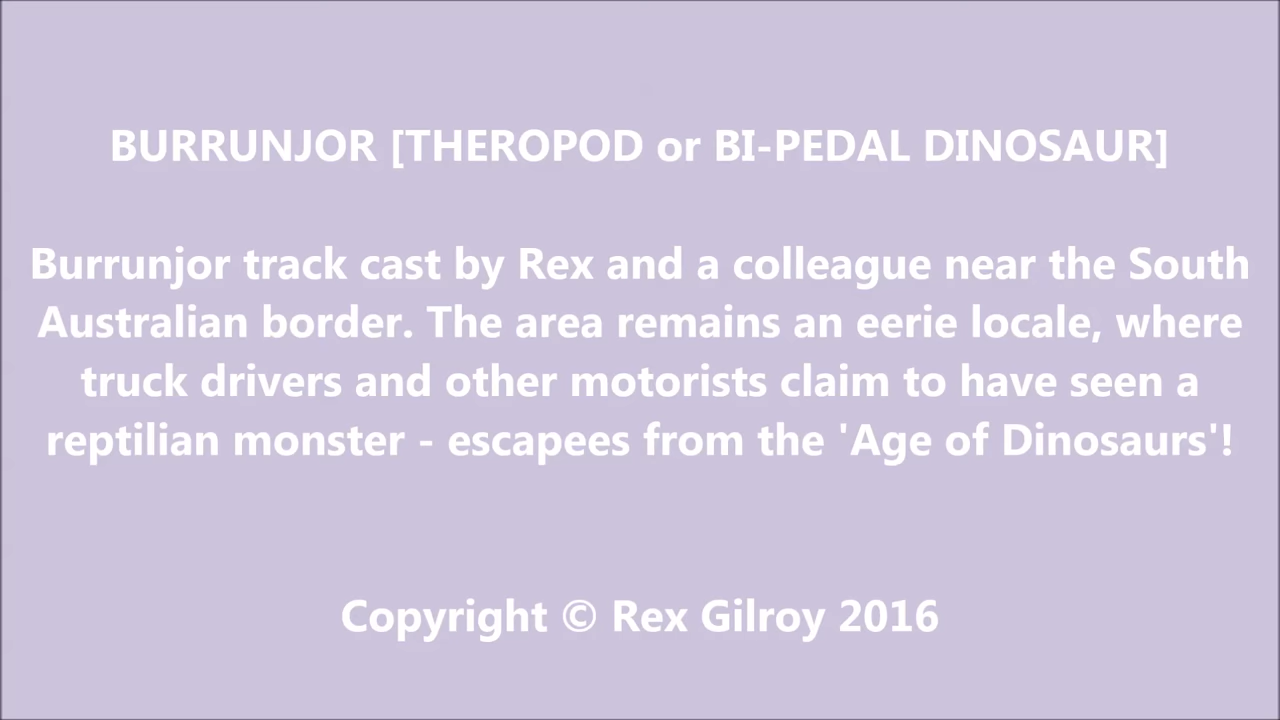 BURRUNJOR [THEROPOD or BI-PEDAL DINOSAUR]
Burrunjor track cast by Rex and a colleague near the South
Australian border. The area remains an eerie locale, where
truck drivers and other motorists claim to have seen a
reptilian monster - escapees from the 'Age of Dinosaurs'!
Copyright © Rex Gilroy 2016